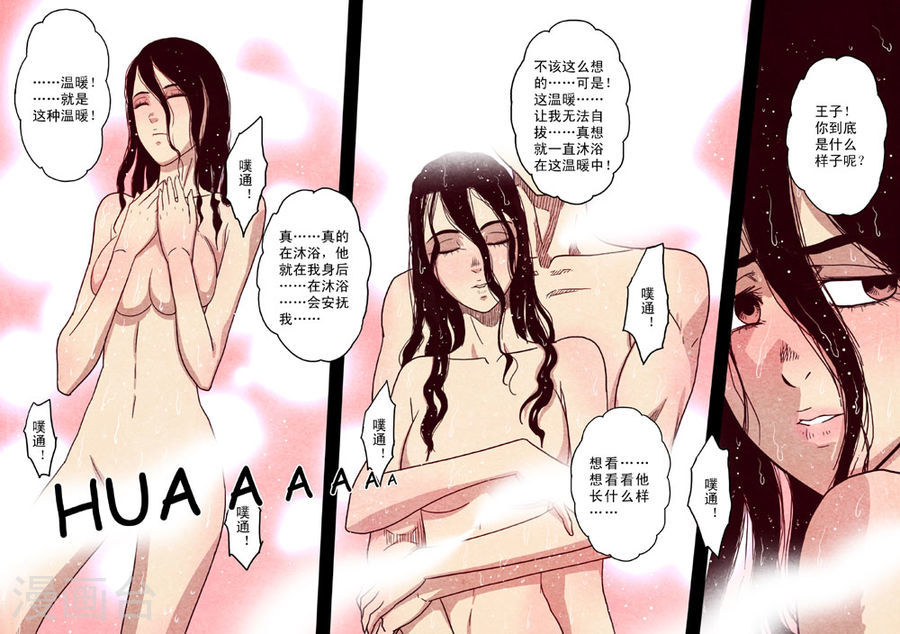 ……温暖！
……就是
这种温暖！
噗通！
真……真的
在沐浴，他
就在我身后
……在沐浴
……会安抚
我……
噗通！
HUAAAAAA
噗通！
不该这么想
的……可是！
这温暖……
让我无法自
拔……真想
就一直沐浴
在这温暖中！
噗通！
噗通！
想看……
想看看他
长什么样
……
王子！
你到底
是什么
样子呢？
噗通！
漫画台